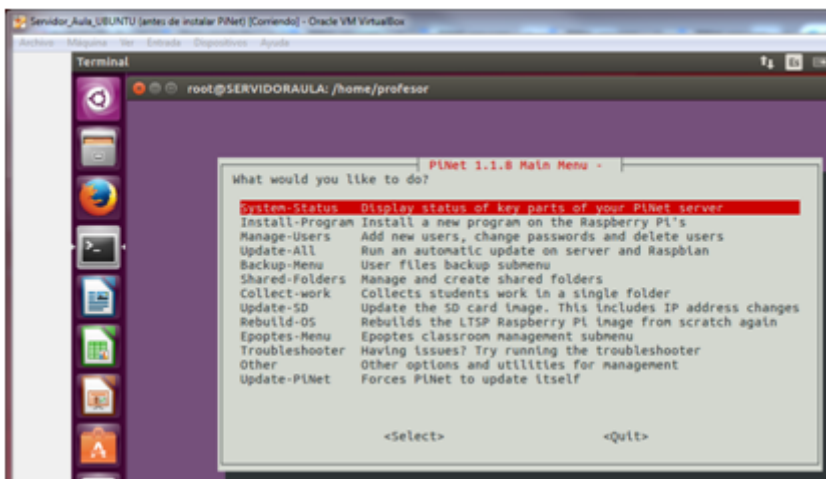 Servidor_Aula_UBUNTU (antes de instalar PiNet) [Corriendo] - Oracle VM VirtualBox
Archivo Máquina Ver Entrada Dispositivos Ayuda
Terminal Es
root@SERVIDORAULA: /home/profesor
PiNet 1.1.8 Main Menu -
What would you like to do?
System-Status Display status of key parts of your PiNet server
Install-Program Install a new program on the Raspberry Pi's
Manage-Users Add new users, change passwords and delete users
Update-All Run an automatic update on server and Raspbian
Backup-Menu User files backup submenu
Shared-Folders Manage and create shared folders
Collect-work Collects students work in a single folder
Update-SD Update the SD card image. This includes IP address changes
Rebuild-OS Rebuilds the LTSP Raspberry Pi image from scratch again
Epoptes-Menu Epoptes classroom management submenu
Troubleshooter Having issues? Try running the troubleshooter
Other Other options and utilities for management
Update-PiNet Forces PiNet to update itself
<Select> <Quit>